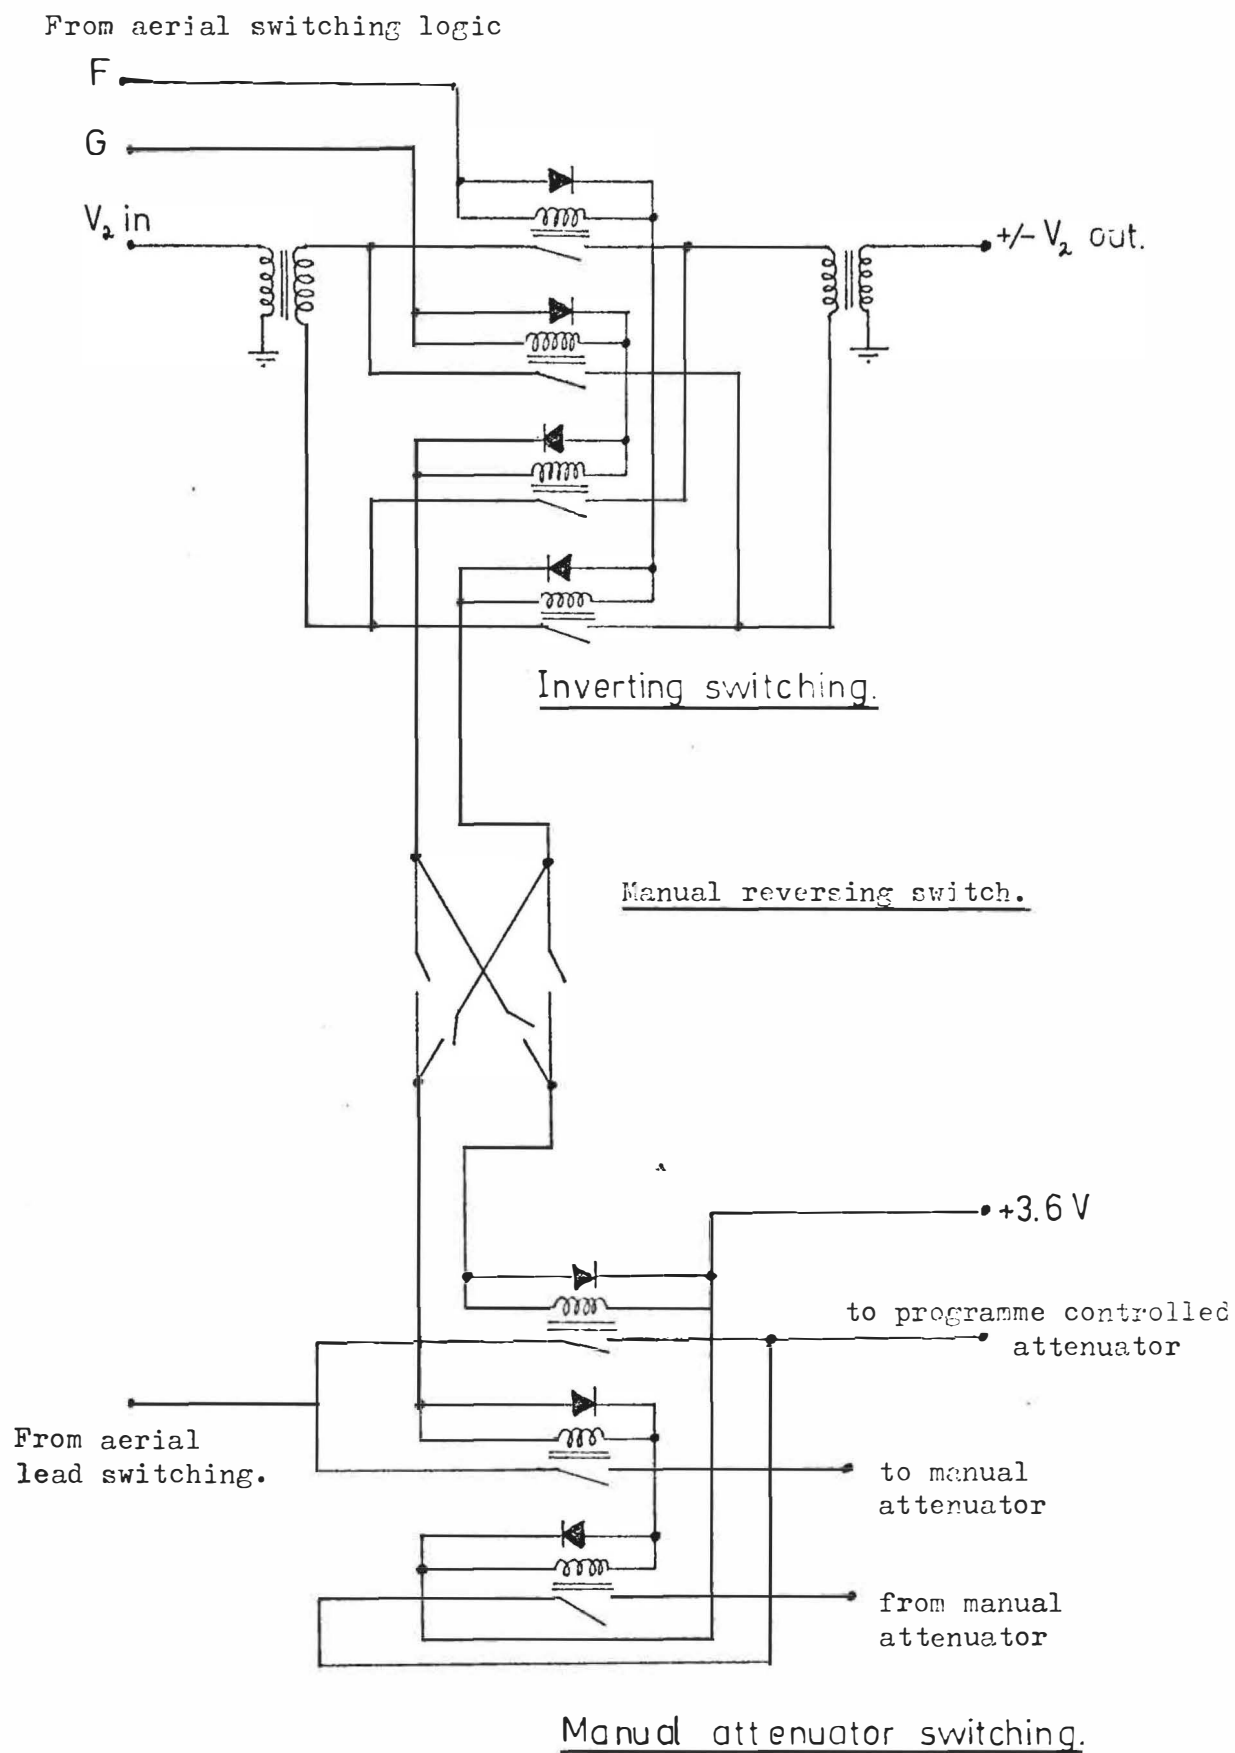 From aerial switching logic
F
G
V₂ in
+/- V₂ out.
Inverting switching.
Manual reversing switch.
+3.6 V
to programme controlled
attenuator
From aerial
lead switching.
to manual
attenuator
from manual
attenuator
Manual attenuator switching.